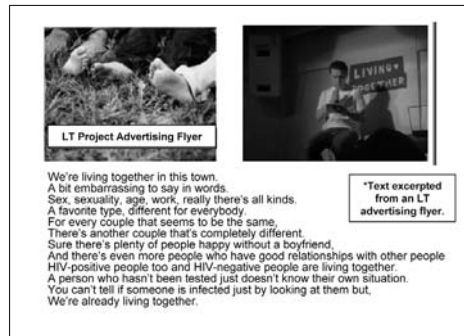 LIVING♥
TOGETHER
LT Project Advertising Flyer
We're living together in this town.
A bit embarrassing to say in words.
Sex, sexuality, age, work, really there's all kinds.
A favorite type, different for everybody.
For every couple that seems to be the same,
There's another couple that's completely different.
Sure there's plenty of people happy without a boyfriend,
And there's even more people who have good relationships with other people
HIV-positive people too and HIV-negative people are living together.
A person who hasn't been tested just doesn't know their own situation.
You can't tell if someone is infected just by looking at them but,
We're already living together.
*Text excerpted
from an LT
advertising flyer.